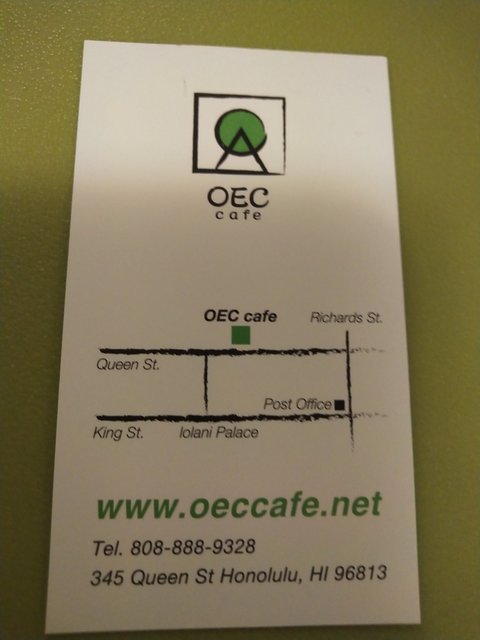 OEC
cafe
OEC cafe
Richards St.
Queen St.
Post Office
King St.
Iolani Palace
www.oeccafe.net
Tel. 808-888-9328
345 Queen St Honolulu, HI 96813